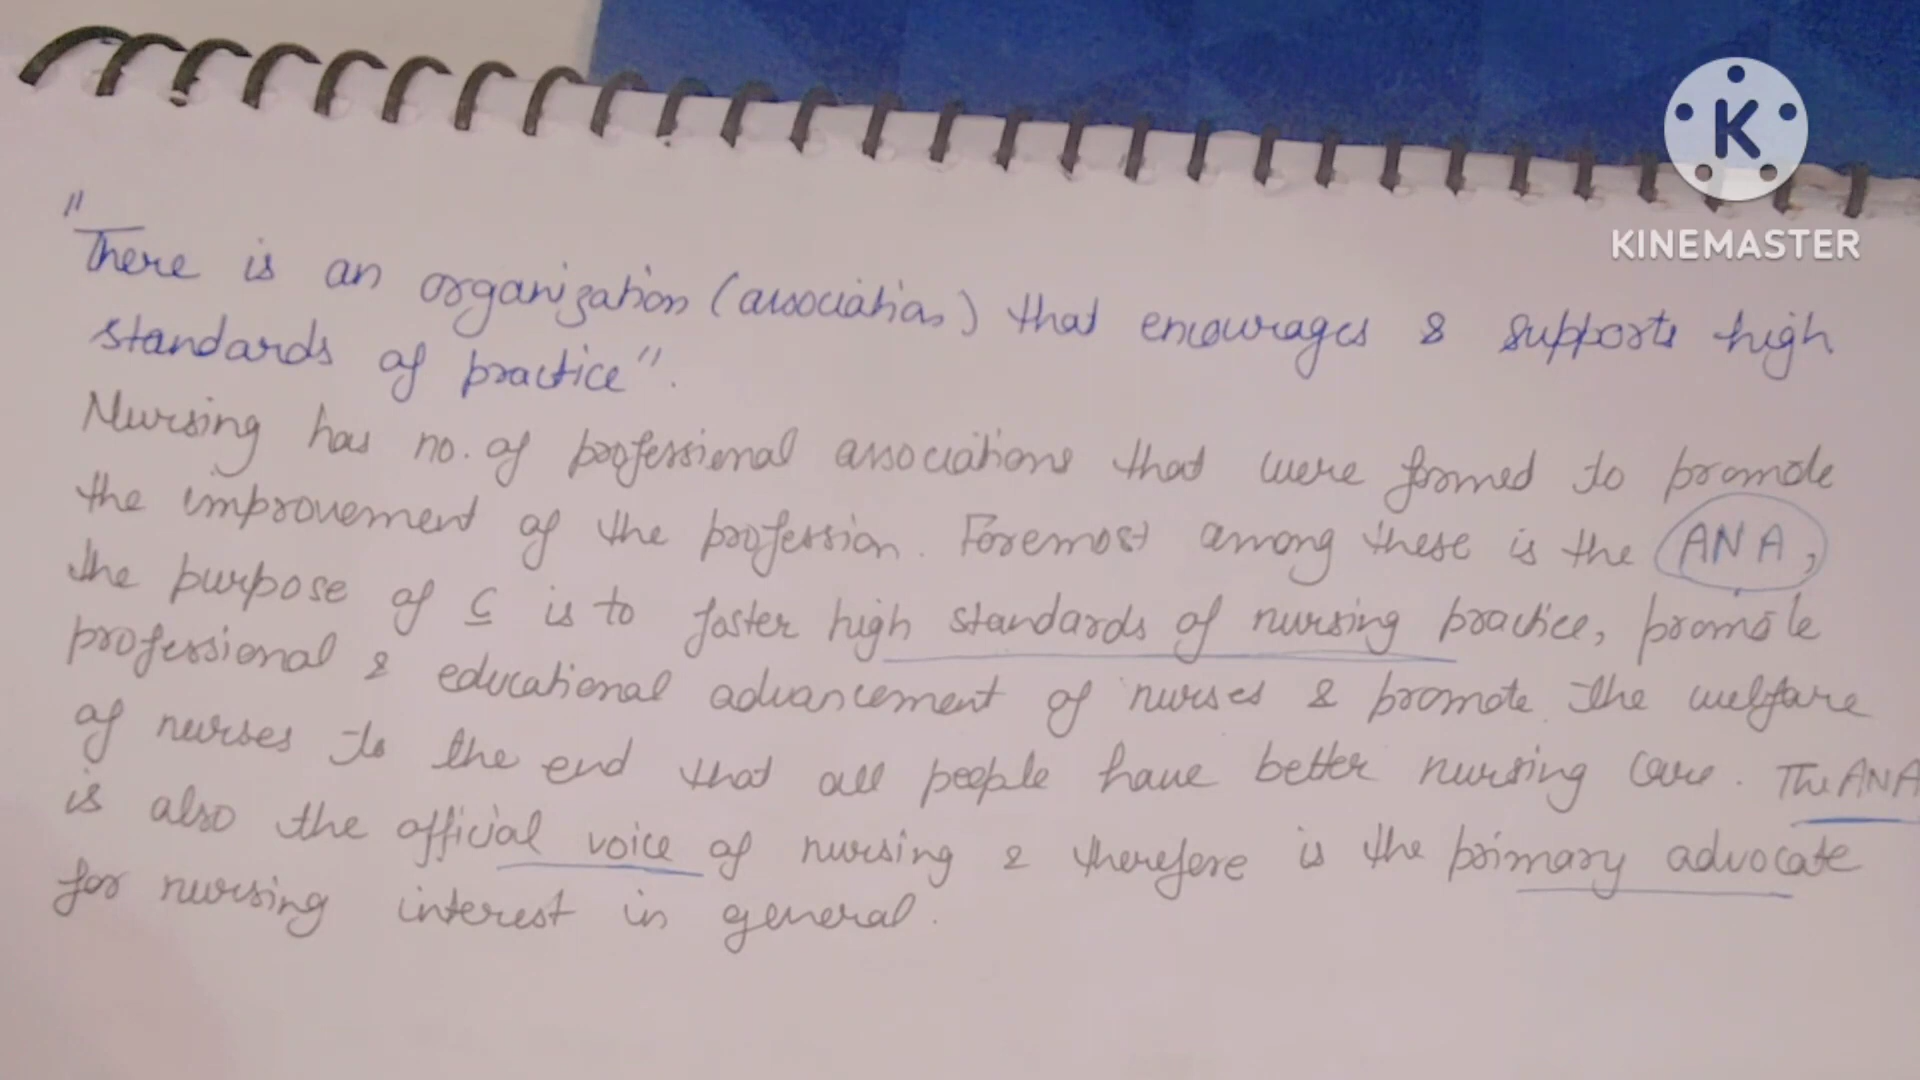 KINEMASTER
"There is an organization (association) that encourages & supports high
standards of practice".
Nursing has no. of professional associations that were formed to promote
the improvement of the profession. Foremost among these is the ANA,
the purpose of C is to foster high standards of nursing practice, promote
professional & educational advancement of nurses & promote the welfare
of nurses to the end that all people have better nursing care. The ANA
is also the official voice of nursing & therefore is the primary advocate
for nursing interest in general.